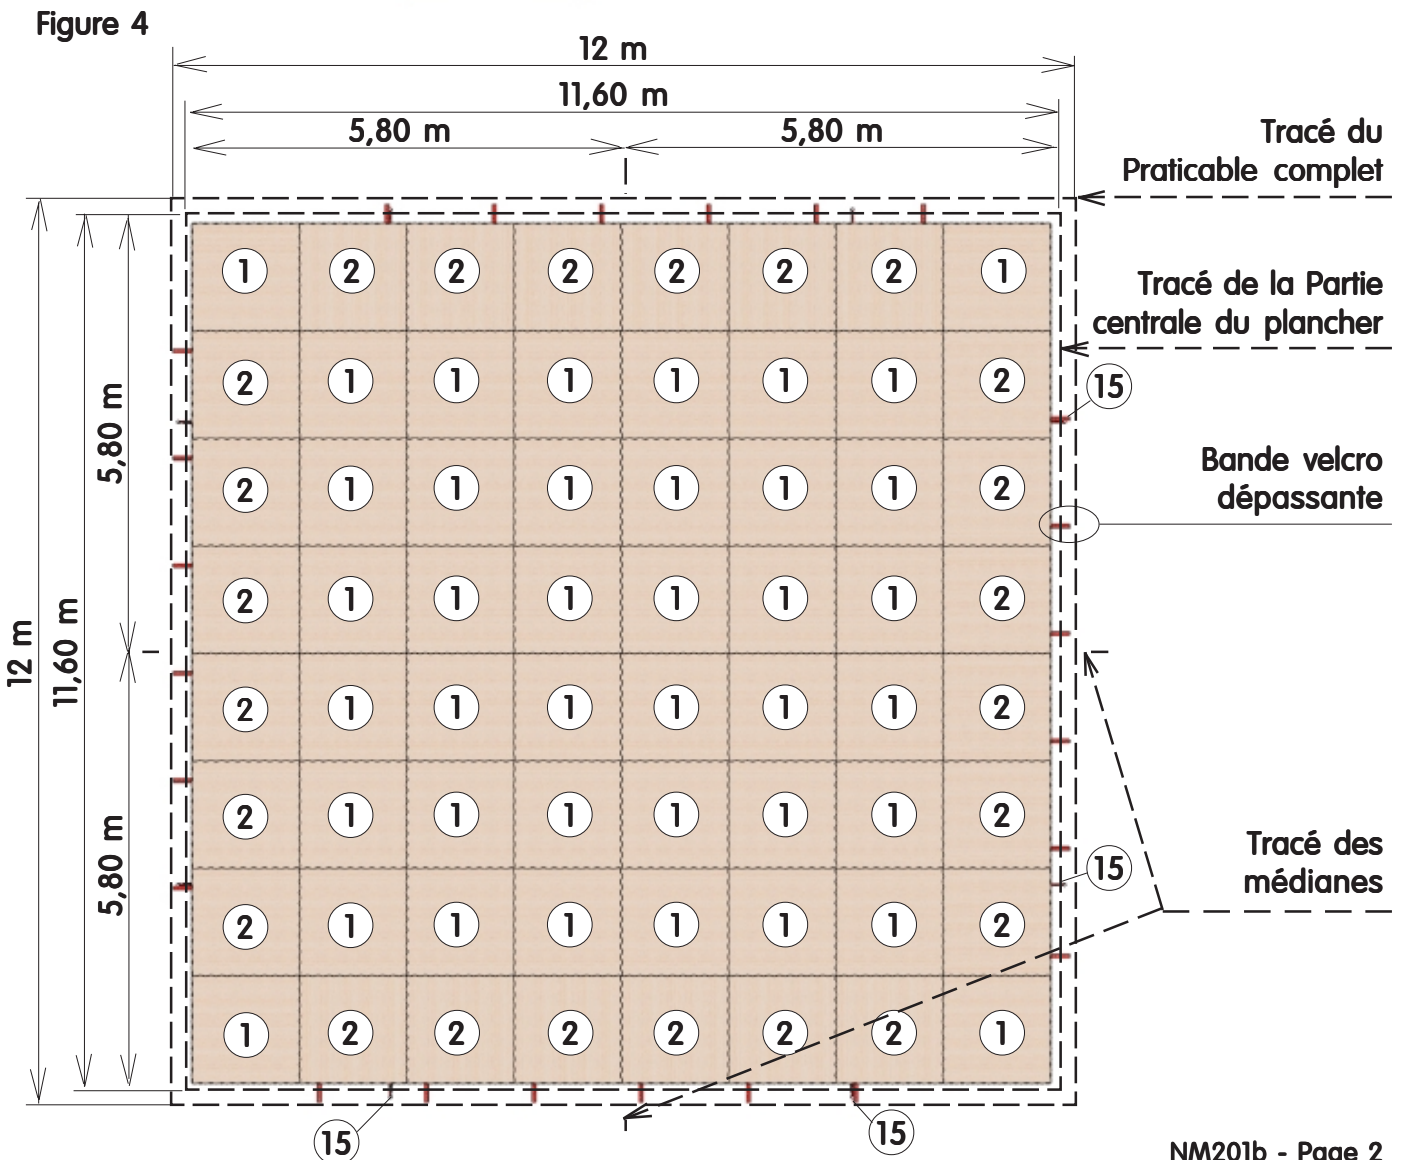 Figure 4
12 m
11,60 m
5,80 m 5,80 m
Tracé du
Praticable complet
1 2 2 2 2 2 2 1
Tracé de la Partie
centrale du plancher
2 1 1 1 1 1 1 2
15
5,80 m
Bande velcro
dépassante
2 1 1 1 1 1 1 2
2 1 1 1 1 1 1 2
12 m
11,60 m
2 1 1 1 1 1 1 2
2 1 1 1 1 1 1 2
5,80 m
Tracé des
médianes
15
2 1 1 1 1 1 1 2
1 2 2 2 2 2 2 1
15
15
NM201b - Page 2